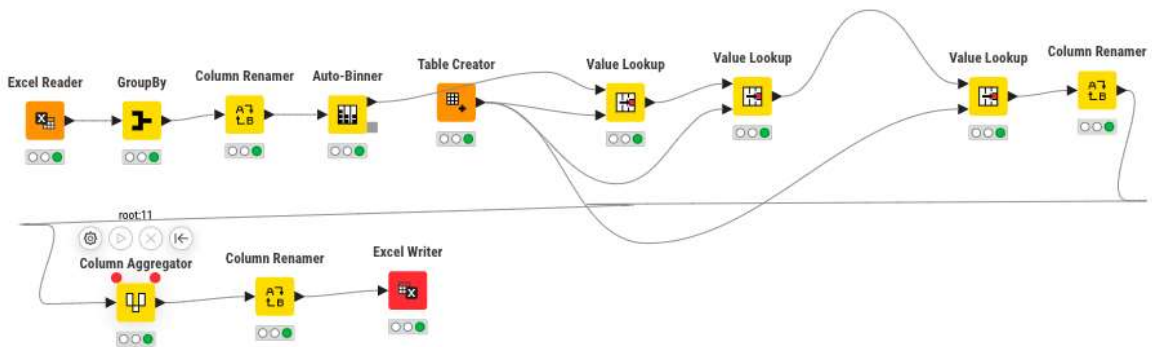 Excel Reader
GroupBy
Column Renamer
Auto-Binner
Table Creator
Value Lookup
Value Lookup
Value Lookup
Column Renamer
root:11
Column Aggregator
Column Renamer
Excel Writer